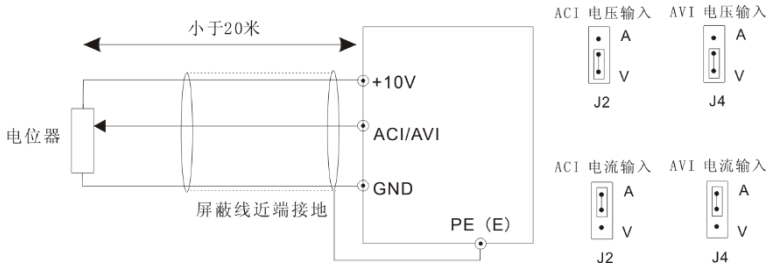 小于20米
电位器
+10V
ACI/AVI
GND
屏蔽线近端接地
PE（E）
ACI 电压输入
A
V
J2
AVI 电压输入
A
V
J4
ACI 电流输入
A
V
J2
AVI 电流输入
A
V
J4